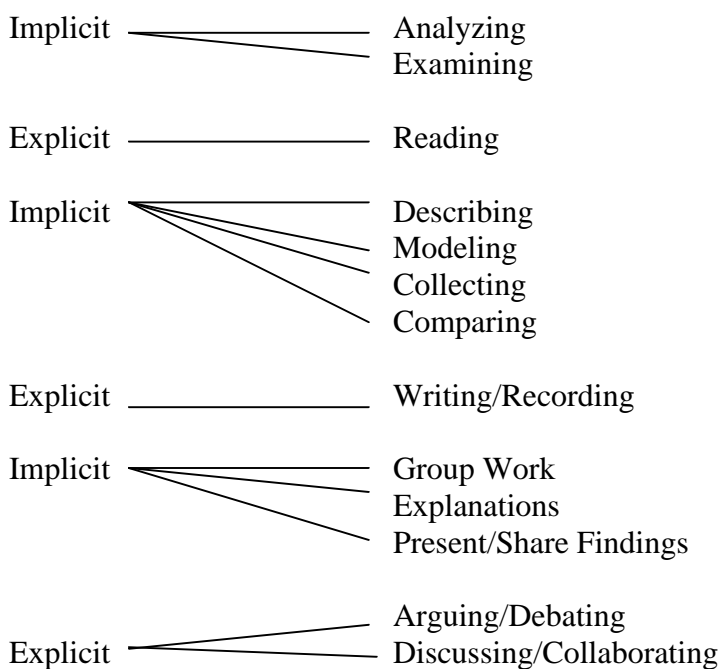 Implicit Analyzing
Examining
Explicit Reading
Implicit Describing
Modeling
Collecting
Comparing
Explicit Writing/Recording
Implicit Group Work
Explanations
Present/Share Findings
Arguing/Debating
Explicit Discussing/Collaborating